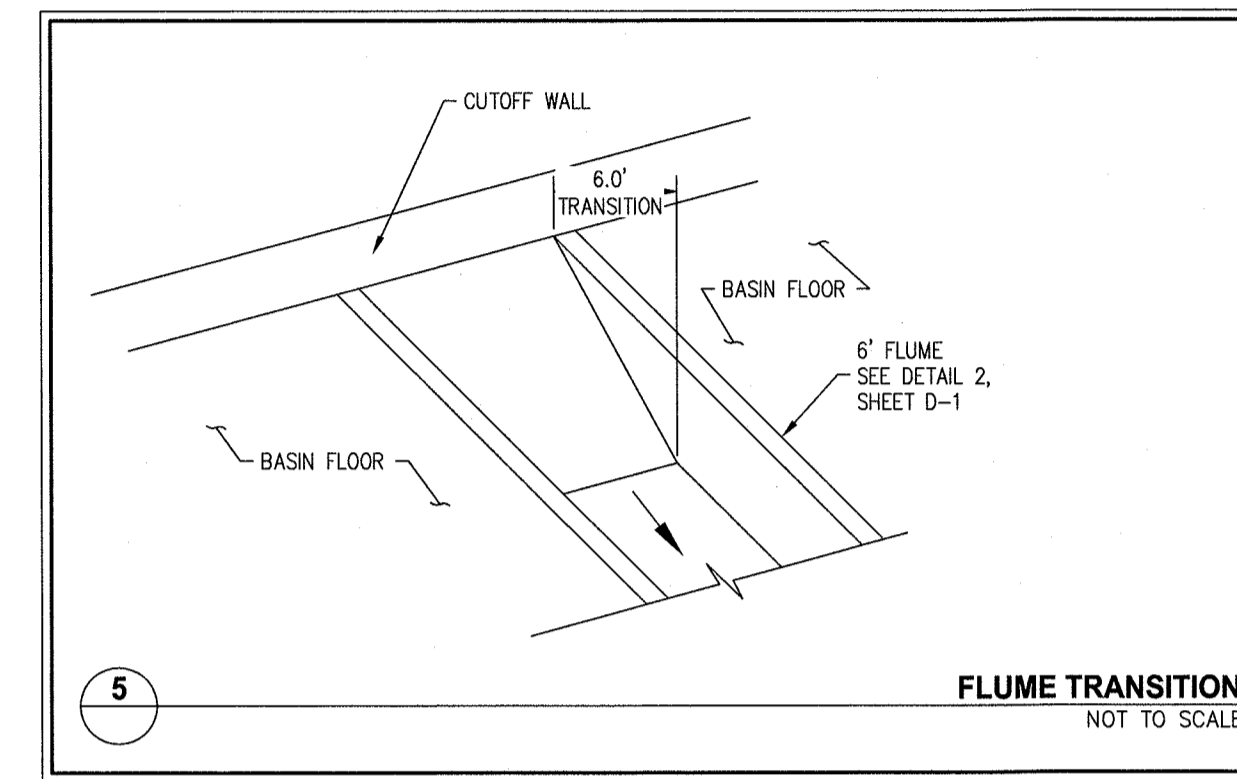 CUTOFF WALL
6.0'
TRANSITION
BASIN FLOOR
6' FLUME
SEE DETAIL 2,
SHEET D-1
BASIN FLOOR
5
FLUME TRANSITION
NOT TO SCALE